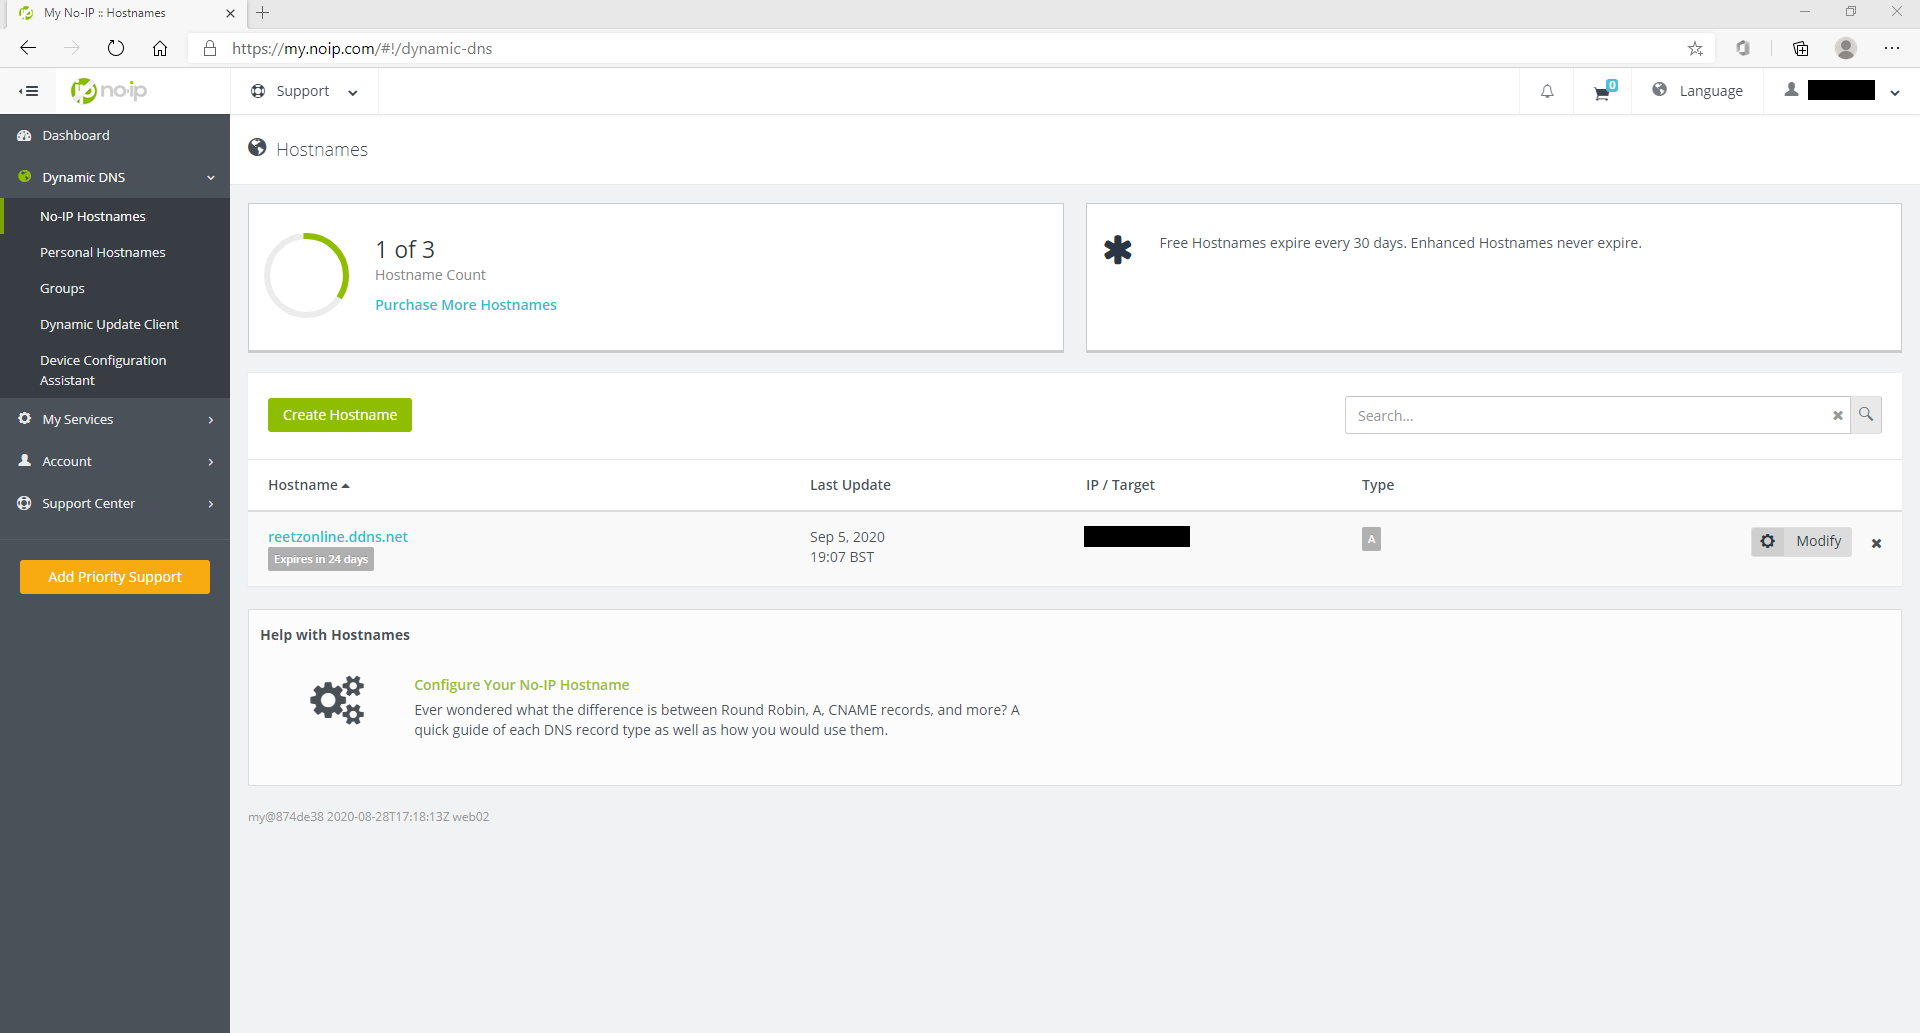 My No-IP :: Hostnames
https://my.noip.com/#!/dynamic-dns
no-ip
Support
0
Language
Dashboard
Dynamic DNS
No-IP Hostnames
Personal Hostnames
Groups
Dynamic Update Client
Device Configuration
Assistant
My Services
Account
Support Center
Add Priority Support
Hostnames
1 of 3
Hostname Count
Purchase More Hostnames
Free Hostnames expire every 30 days. Enhanced Hostnames never expire.
Create Hostname
Search...
Hostname Last Update IP / Target Type
reetzonline.ddns.net Sep 5, 2020 A Modify
Expires in 24 days 19:07 BST
Help with Hostnames
Configure Your No-IP Hostname
Ever wondered what the difference is between Round Robin, A, CNAME records, and more? A
quick guide of each DNS record type as well as how you would use them.
my@874de38 2020-08-28T17:18:13Z web02